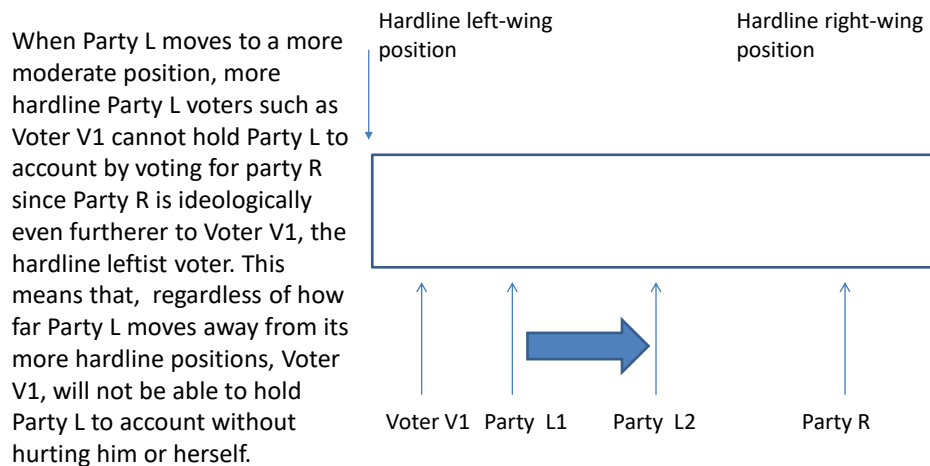 When Party L moves to a more
moderate position, more
hardline Party L voters such as
Voter V1 cannot hold Party L to
account by voting for party R
since Party R is ideologically
even furtherer to Voter V1, the
hardline leftist voter. This
means that,  regardless of how
far Party L moves away from its
more hardline positions, Voter
V1, will not be able to hold
Party L to account without
hurting him or herself.
Hardline left-wing
position
Hardline right-wing
position
Voter V1
Party  L1
Party  L2
Party R